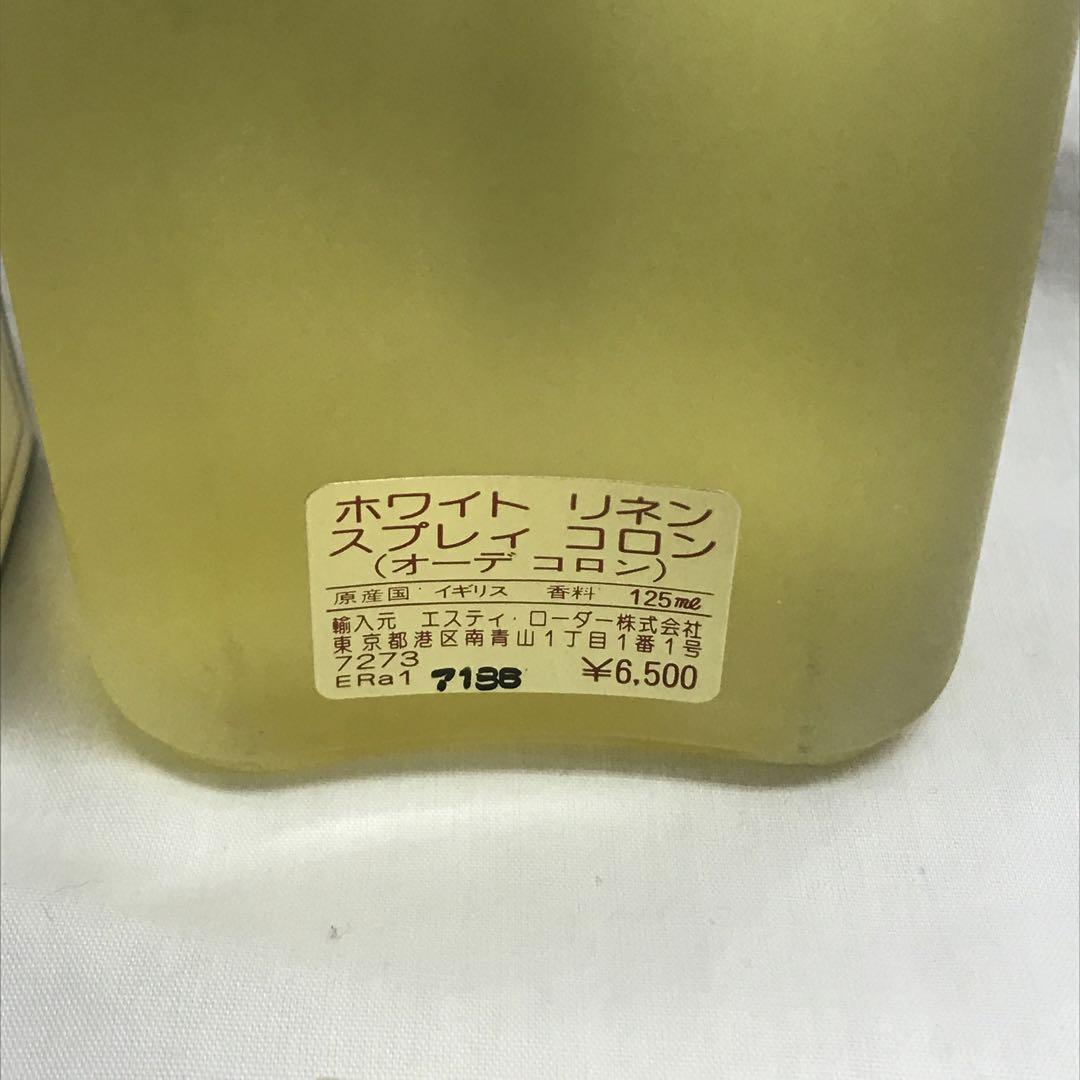 ホワイト リネン
スプレィ コロン
(オーデ コロン)
原産国 イギリス 香料 125ml
輸入元 エスティ・ローダー株式会社
東京都港区南青山1丁目1番1号
7273
ERa1 7186 ¥6,500